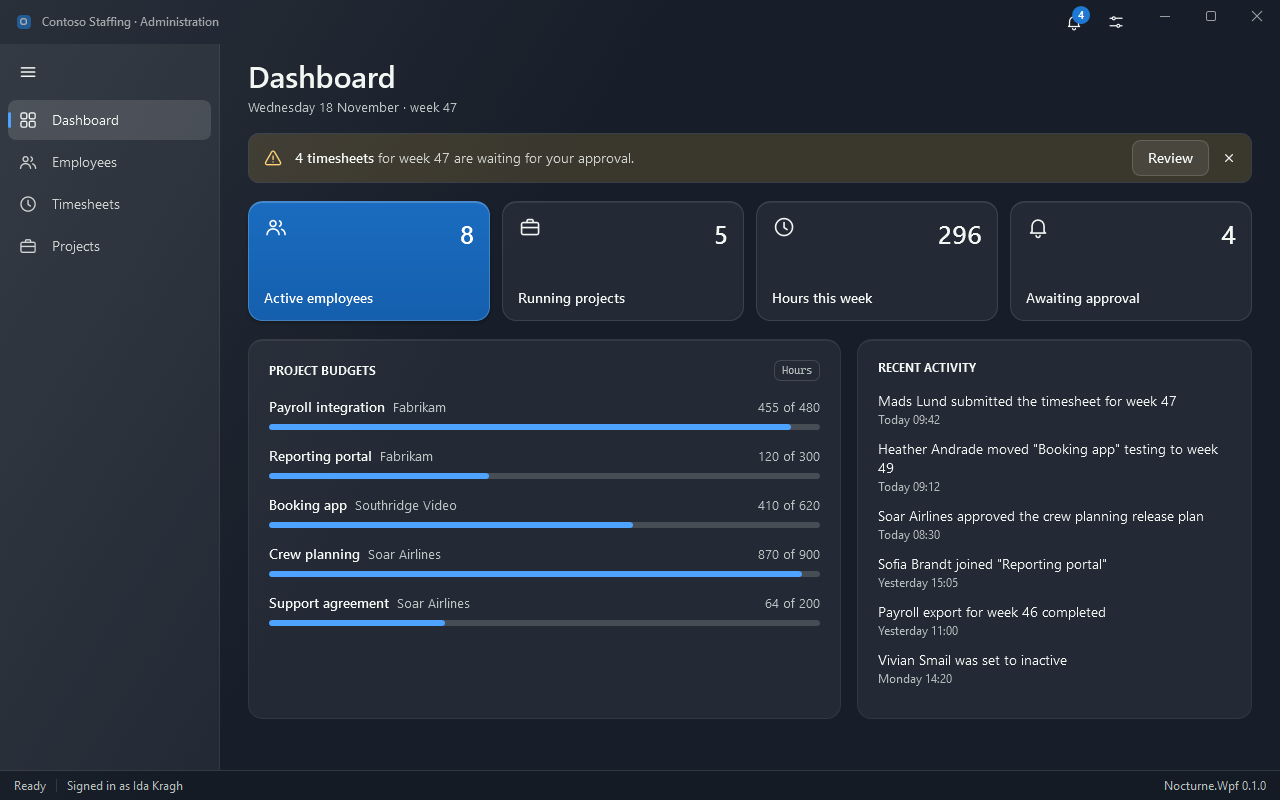 Contoso Staffing · Administration
4
Dashboard
Employees
Timesheets
Projects
Dashboard
Wednesday 18 November · week 47
4 timesheets for week 47 are waiting for your approval.
Review
8
Active employees
5
Running projects
296
Hours this week
4
Awaiting approval
PROJECT BUDGETS
Hours
Payroll integration Fabrikam 455 of 480
Reporting portal Fabrikam 120 of 300
Booking app Southridge Video 410 of 620
Crew planning Soar Airlines 870 of 900
Support agreement Soar Airlines 64 of 200
RECENT ACTIVITY
Mads Lund submitted the timesheet for week 47
Today 09:42
Heather Andrade moved "Booking app" testing to week
49
Today 09:12
Soar Airlines approved the crew planning release plan
Today 08:30
Sofia Brandt joined "Reporting portal"
Yesterday 15:05
Payroll export for week 46 completed
Yesterday 11:00
Vivian Smail was set to inactive
Monday 14:20
Ready
Signed in as Ida Kragh
Nocturne.Wpf 0.1.0